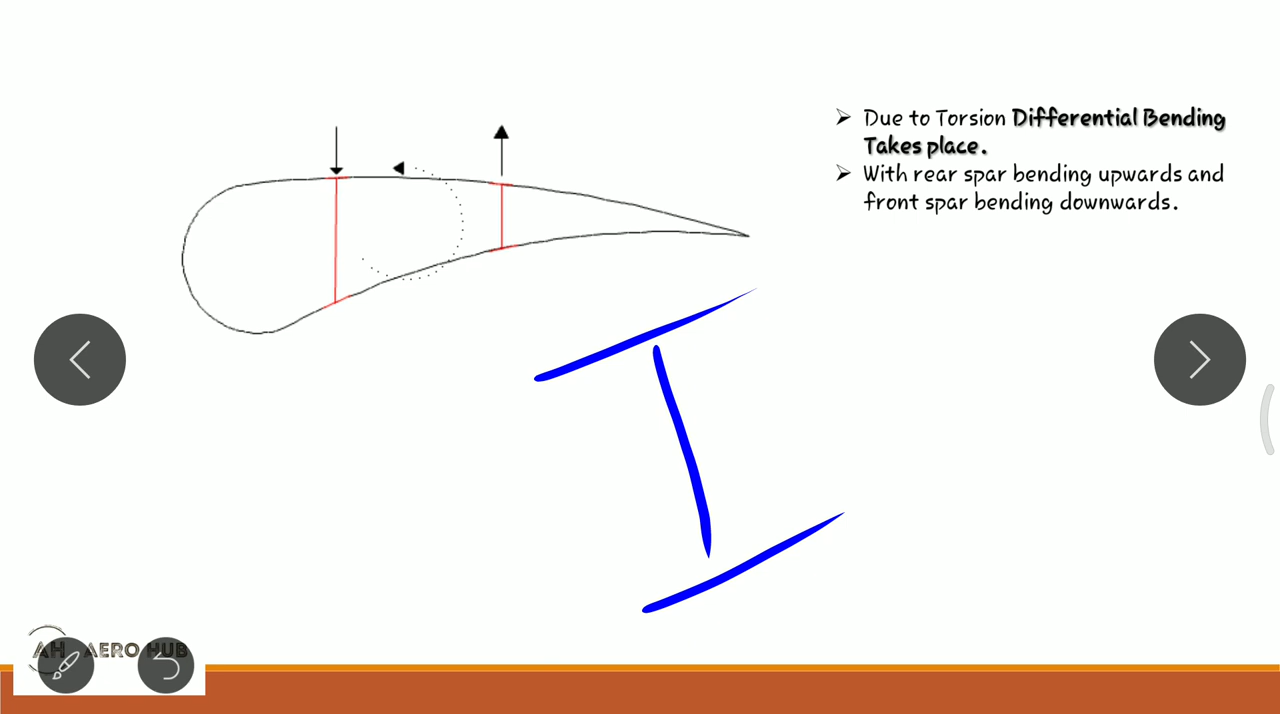 Due to Torsion Differential Bending
Takes place.
With rear spar bending upwards and
front spar bending downwards.
AH AERO HUB